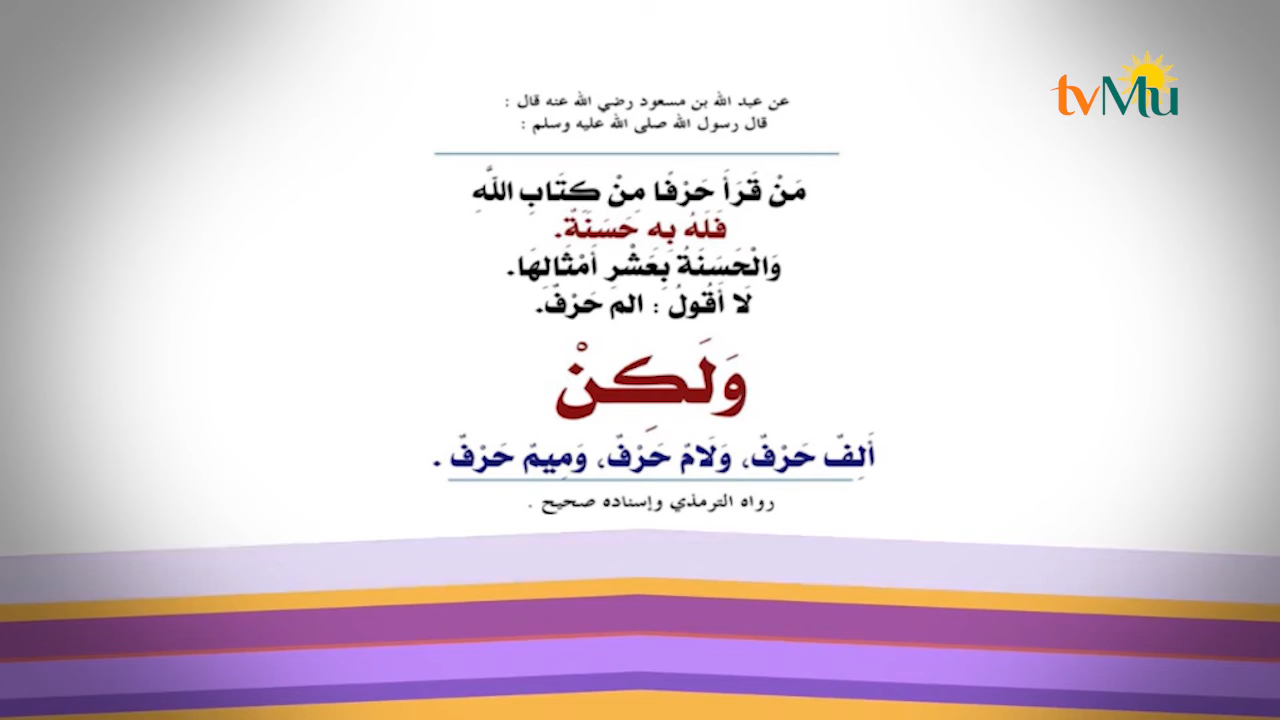 tvMu
عن عبد الله بن مسعود رضي الله عنه قال :
قال رسول الله صلى الله عليه وسلم :
مَنْ قَرَأَ حَرْفًا مِنْ كِتَابِ اللَّهِ
فَلَهُ بِهِ حَسَنَةٌ.
وَالْحَسَنَةُ بِعَشْرِ أَمْثَالِهَا.
لَا أَقُولُ : الم حَرْفٌ.
وَلَكِنْ
أَلِفٌ حَرْفٌ، وَلَامٌ حَرْفٌ، وَمِيمٌ حَرْفٌ .
رواه الترمذي وإسناده صحيح .